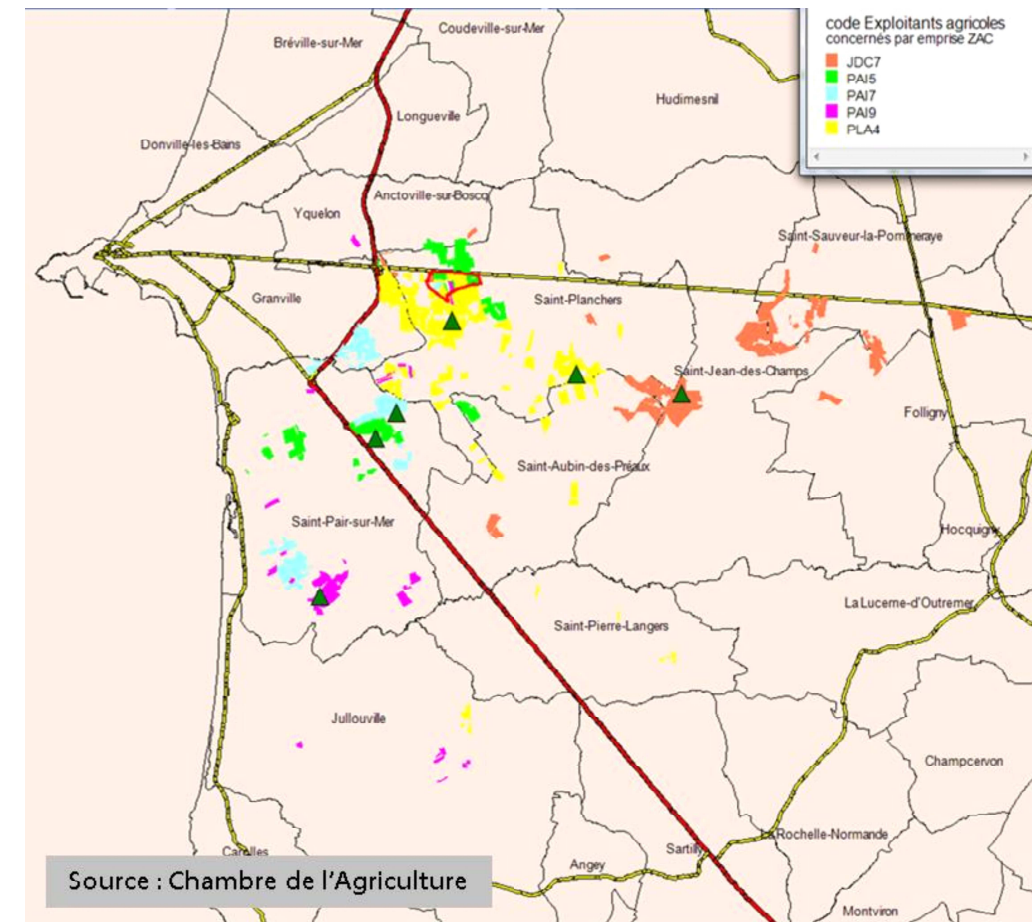 code Exploitants agricoles
concernés par emprise ZAC
JDC7
PAI5
PAI7
PAI9
PLA4
Coudeville-sur-Mer
Bréville-sur-Mer
Hudimesnil
Longueville
Donville-les-Bains
Anctoville-sur-Boscq
Yquelon
Saint-Sauveur-la-Pommeraye
Granville
Saint-Planchers
Saint-Jean-des-Champs
Folligny
Saint-Aubin-des-Préaux
Saint-Pair-sur-Mer
Hocquigny
La Lucerne-d'Outremer
Saint-Pierre-Langers
Jullouville
Champcervon
La Rochelle-Normande
Carolles
Sartilly
Angey
Montviron
Source : Chambre de l'Agriculture